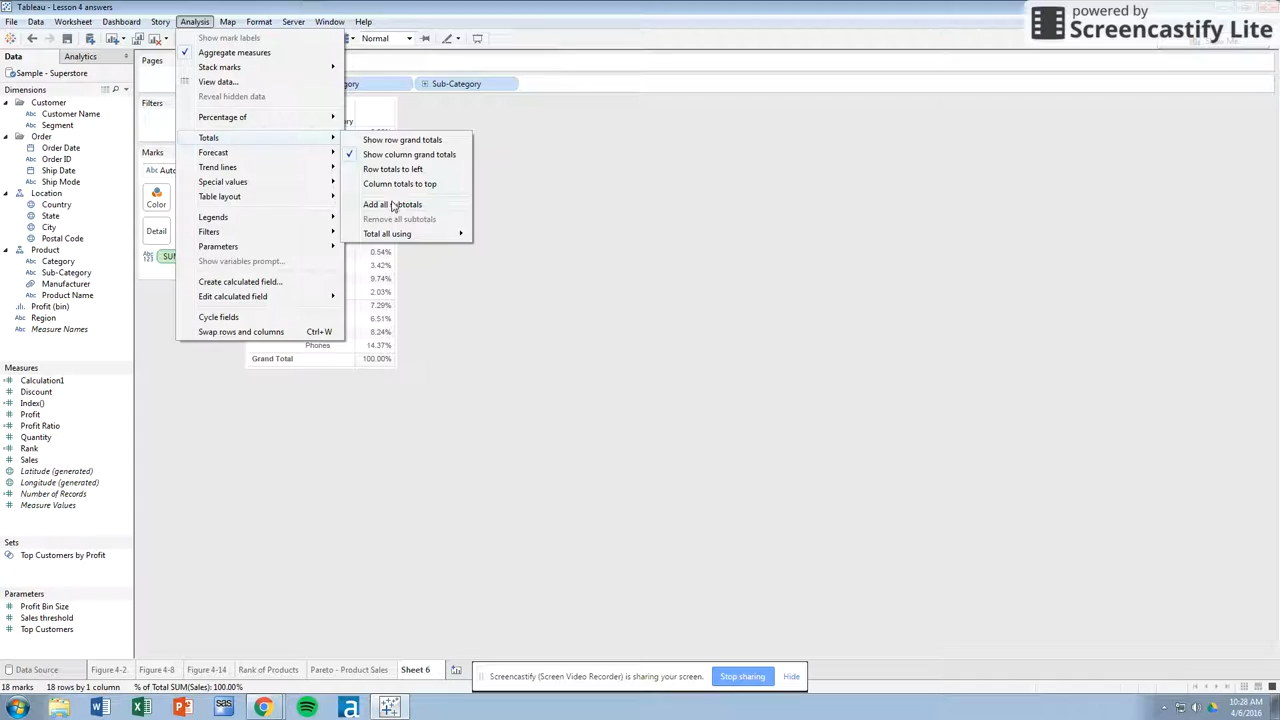 Tableau - Lesson 4 answers
powered by
Screencastify Lite
File Data Worksheet Dashboard Story Analysis Map Format Server Window Help
Normal
Data Analytics
Pages
Sample - Superstore
Filters
Marks
Color
Detail
Sub-Category
Dimensions
Customer
Customer Name
Segment
Order
Order Date
Order ID
Ship Date
Ship Mode
Location
Country
State
City
Postal Code
Product
Category
Sub-Category
Manufacturer
Product Name
Profit (bin)
Region
Measure Names
Measures
Calculation1
Discount
Index()
Profit
Profit Ratio
Quantity
Rank
Sales
Latitude (generated)
Longitude (generated)
Number of Records
Measure Values
Sets
Top Customers by Profit
Parameters
Profit Bin Size
Sales threshold
Top Customers
Show mark labels
Aggregate measures
Stack marks
View data...
Reveal hidden data
Percentage of
Totals
Forecast
Trend lines
Special values
Table layout
Legends
Filters
Parameters
Show variables prompt...
Create calculated field...
Edit calculated field
Cycle fields
Swap rows and columns Ctrl+W
Show row grand totals
Show column grand totals
Row totals to left
Column totals to top
Add all subtotals
Remove all subtotals
Total all using
0.54%
3.42%
9.74%
2.03%
7.29%
6.51%
8.24%
Phones 14.37%
Grand Total 100.00%
Data Source Figure 4-2 Figure 4-8 Figure 4-14 Rank of Products Pareto - Product Sales Sheet 6
Screencastify (Screen Video Recorder) is sharing your screen. Stop sharing Hide
18 marks 18 rows by 1 column % of Total SUM(Sales): 100.00%
10:28 AM
4/6/2016